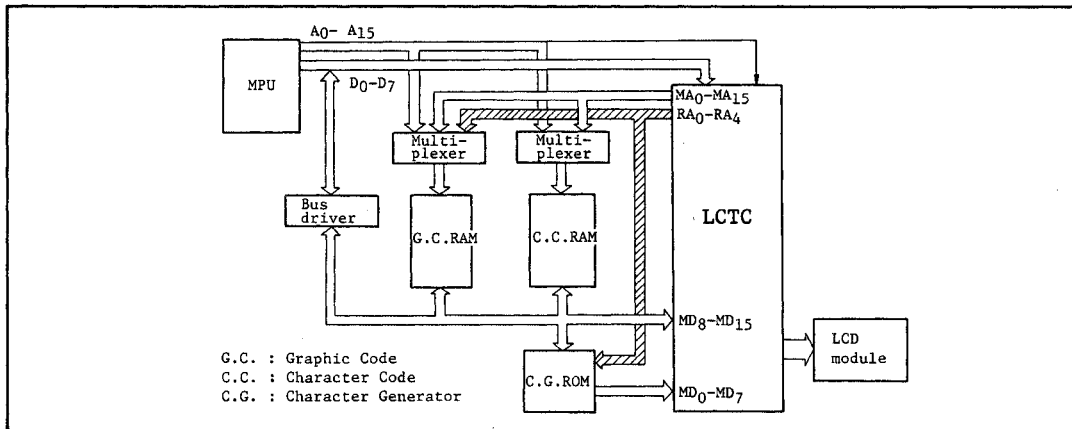 A0- A15
MPU
D0-D7
MA0-MA15
RA0-RA4
Multi-
plexer
Multi-
plexer
Bus
driver
G.C.RAM
C.C.RAM
LCTC
MD8-MD15
LCD
module
G.C. : Graphic Code
C.C. : Character Code
C.G. : Character Generator
C.G.ROM
MD0-MD7